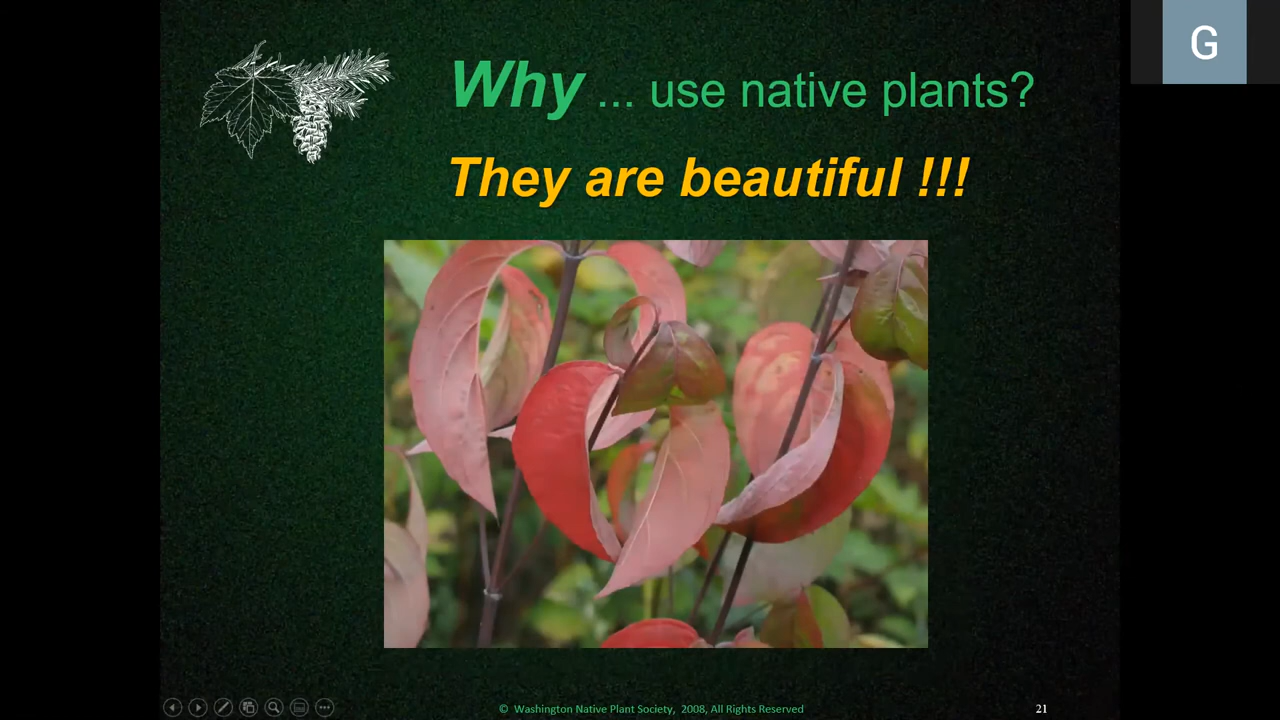 G
Why ... use native plants?
They are beautiful !!!
© Washington Native Plant Society, 2008, All Rights Reserved
21